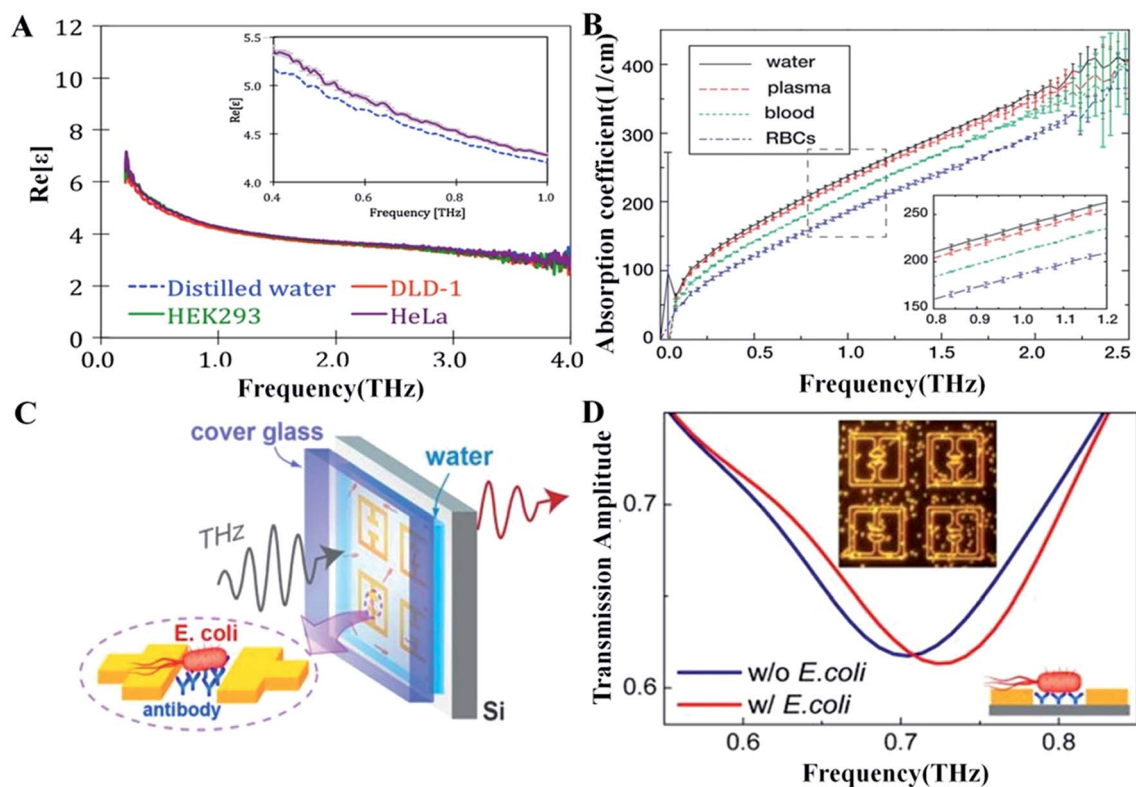 A
12
10
8
6
4
2
0
Re[ε]
0.0
1.0
2.0
3.0
4.0
Frequency(THz)
5.5
5.0
4.5
4.0
Re[ε]
0.4
0.6
0.8
1.0
Frequency [THz]
Distilled water
DLD-1
HEK293
HeLa
B
400
300
200
100
0
Absorption coefficient(1/cm)
water
plasma
blood
RBCs
250
200
150
0.8
0.9
1.0
1.1
1.2
0.0
0.5
1.0
1.5
2.0
2.5
Frequency(THz)
C
cover glass
water
THz
E. coli
antibody
Si
D
Transmission Amplitude
0.7
0.6
w/o E.coli
w/ E.coli
0.6
0.7
0.8
Frequency(THz)